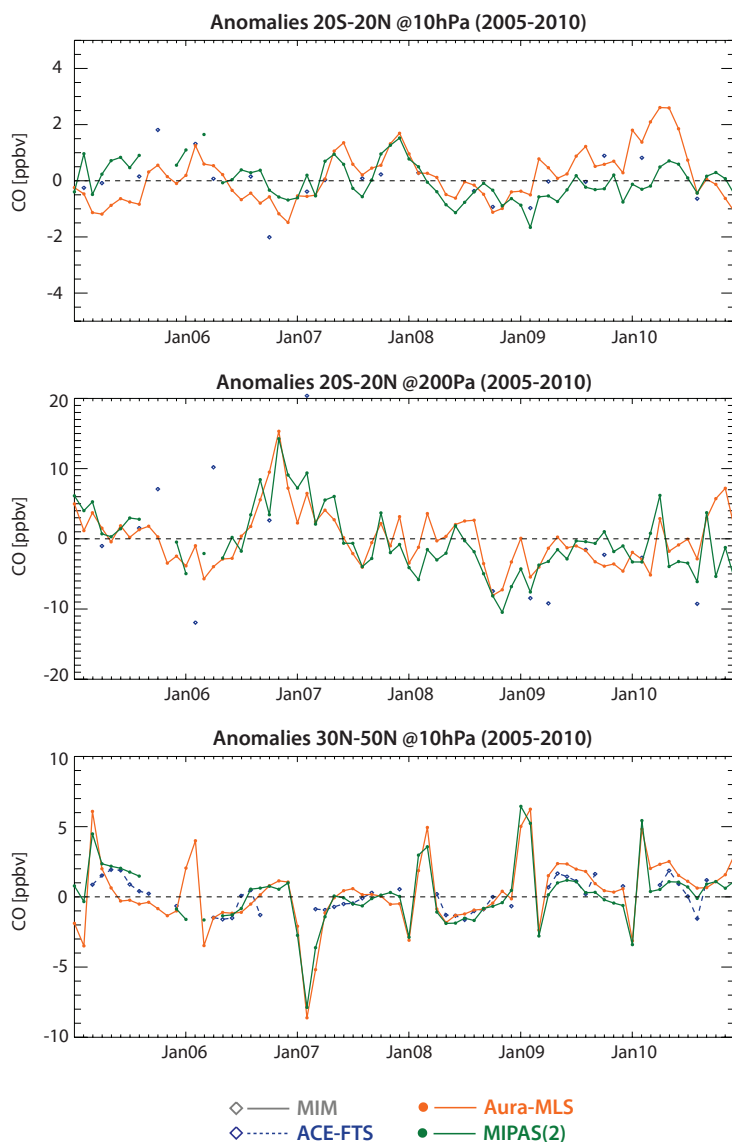 Anomalies 20S-20N @10hPa (2005-2010)
4
2
0
-2
-4
CO [ppbv]
Jan06 Jan07 Jan08 Jan09 Jan10
Anomalies 20S-20N @200Pa (2005-2010)
20
10
0
-10
-20
CO [ppbv]
Jan06 Jan07 Jan08 Jan09 Jan10
Anomalies 30N-50N @10hPa (2005-2010)
10
5
0
-5
-10
CO [ppbv]
Jan06 Jan07 Jan08 Jan09 Jan10
MIM Aura-MLS
ACE-FTS MIPAS(2)